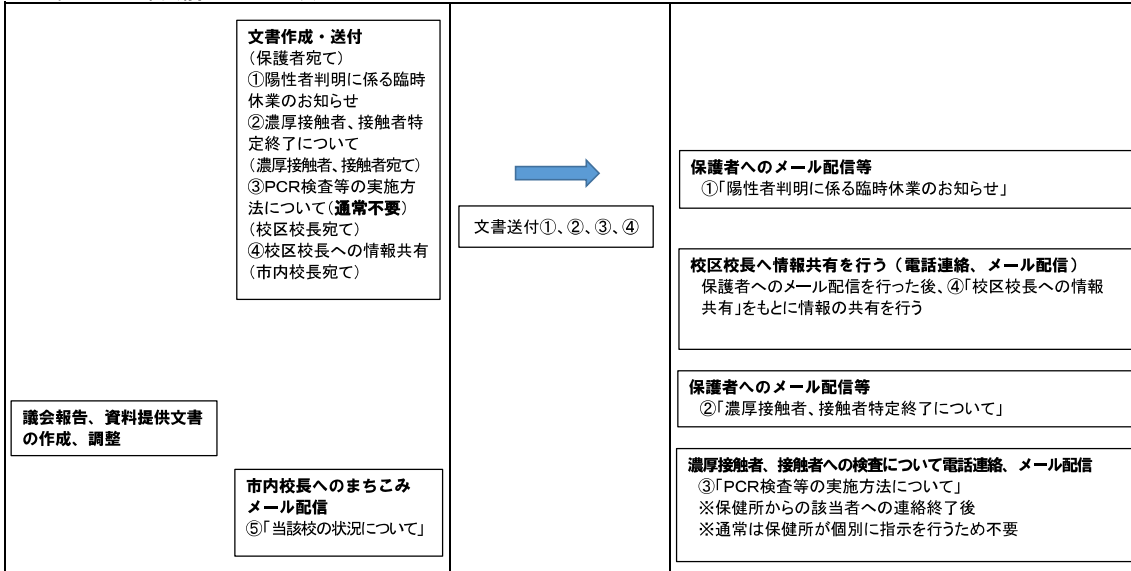 文書作成・送付
(保護者宛て)
①陽性者判明に係る臨時
休業のお知らせ
②濃厚接触者、接触者特
定終了について
(濃厚接触者、接触者宛て)
③PCR検査等の実施方
法について(通常不要)
(校区校長宛て)
④校区校長への情報共有
(市内校長宛て)
議会報告、資料提供文書
の作成、調整
市内校長へのまちこみ
メール配信
⑤「当該校の状況について」
文書送付①、②、③、④
保護者へのメール配信等
①「陽性者判明に係る臨時休業のお知らせ」
校区校長へ情報共有を行う（電話連絡、メール配信）
保護者へのメール配信を行った後、④「校区校長への情報
共有」をもとに情報の共有を行う
保護者へのメール配信等
②「濃厚接触者、接触者特定終了について」
濃厚接触者、接触者への検査について電話連絡、メール配信
③「PCR検査等の実施方法について」
※保健所からの該当者への連絡終了後
※通常は保健所が個別に指示を行うため不要